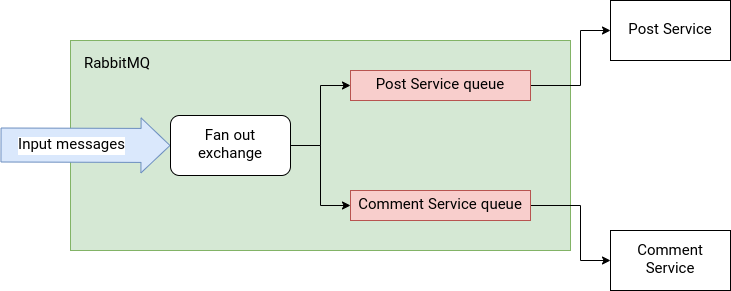 Post Service
RabbitMQ
Post Service queue
Input messages
Fan out
exchange
Comment Service queue
Comment
Service